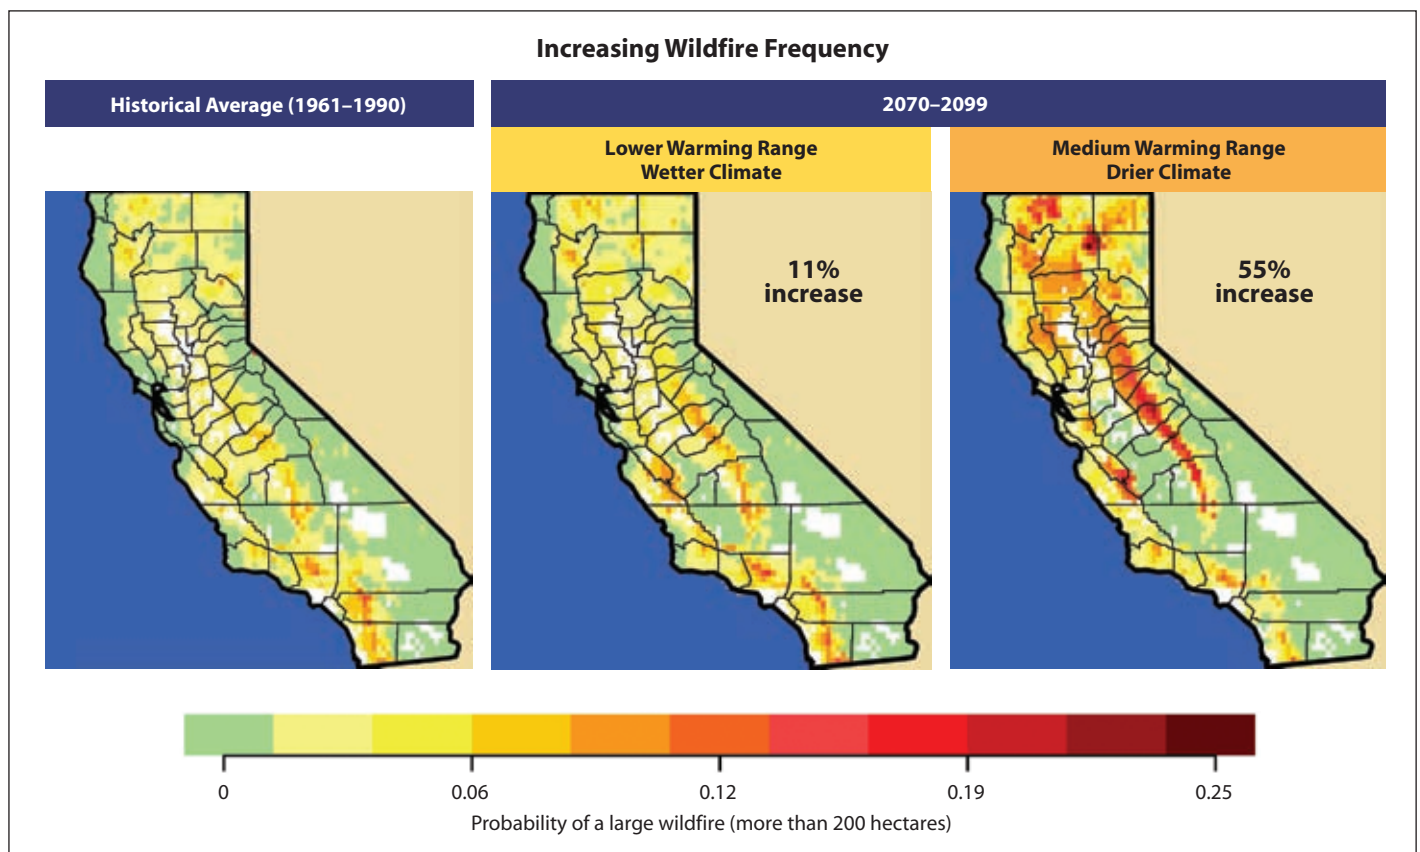 Increasing Wildfire Frequency
Historical Average (1961–1990)
2070–2099
Lower Warming Range
Wetter Climate
Medium Warming Range
Drier Climate
11%
increase
55%
increase
0 0.06 0.12 0.19 0.25
Probability of a large wildfire (more than 200 hectares)